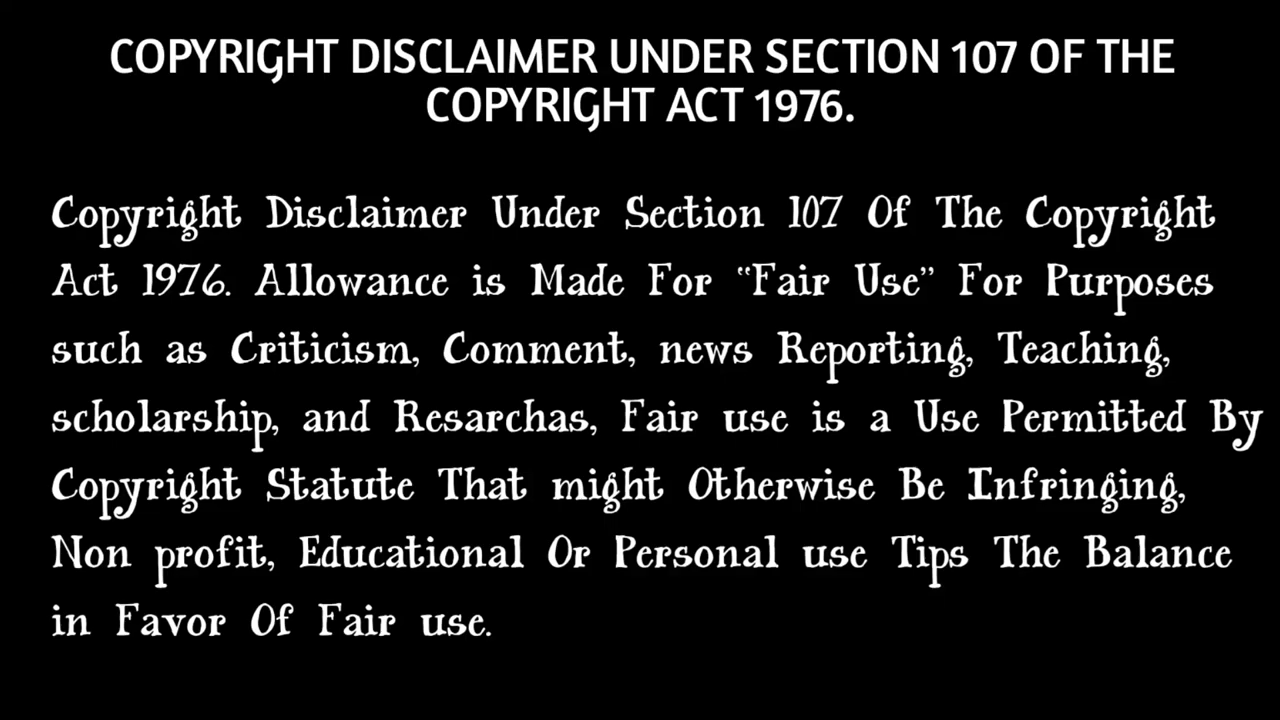 COPYRIGHT DISCLAIMER UNDER SECTION 107 OF THE
COPYRIGHT ACT 1976.
Copyright Disclaimer Under Section 107 Of The Copyright
Act 1976. Allowance is Made For “Fair Use” For Purposes
such as Criticism, Comment, news Reporting, Teaching,
scholarship, and Resarchas, Fair use is a Use Permitted By
Copyright Statute That might Otherwise Be Infringing,
Non profit, Educational Or Personal use Tips The Balance
in Favor Of Fair use.